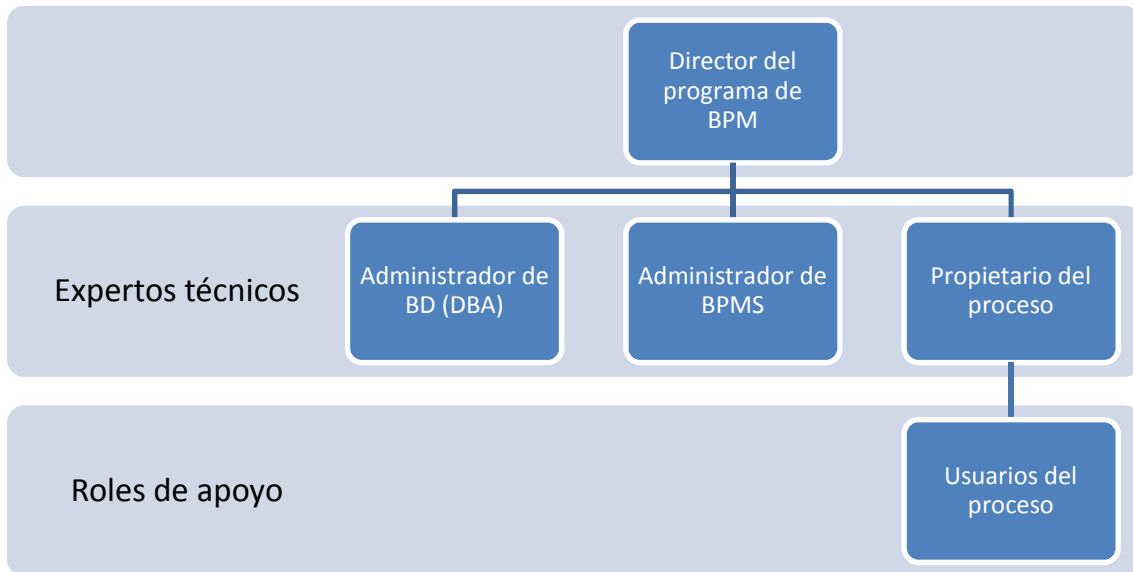 Director del
programa de
BPM
Expertos técnicos
Administrador de
BD (DBA)
Administrador de
BPMS
Propietario del
proceso
Roles de apoyo
Usuarios del
proceso